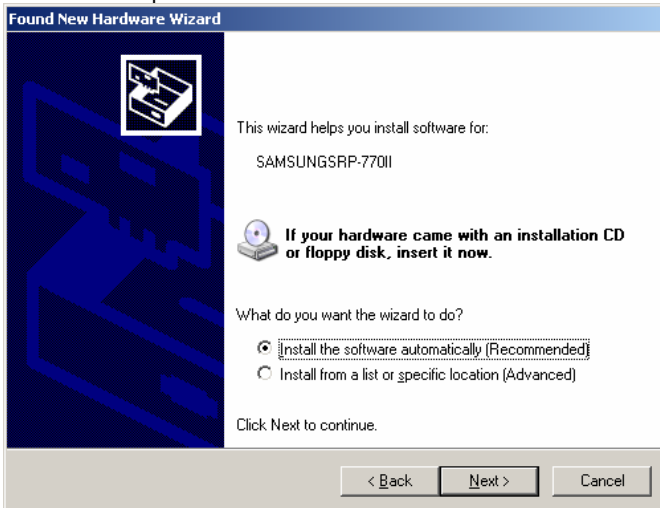 Found New Hardware Wizard
This wizard helps you install software for:
SAMSUNGSRP-770II
If your hardware came with an installation CD
or floppy disk, insert it now.
What do you want the wizard to do?
Install the software automatically (Recommended)
Install from a list or specific location (Advanced)
Click Next to continue.
< Back Next > Cancel